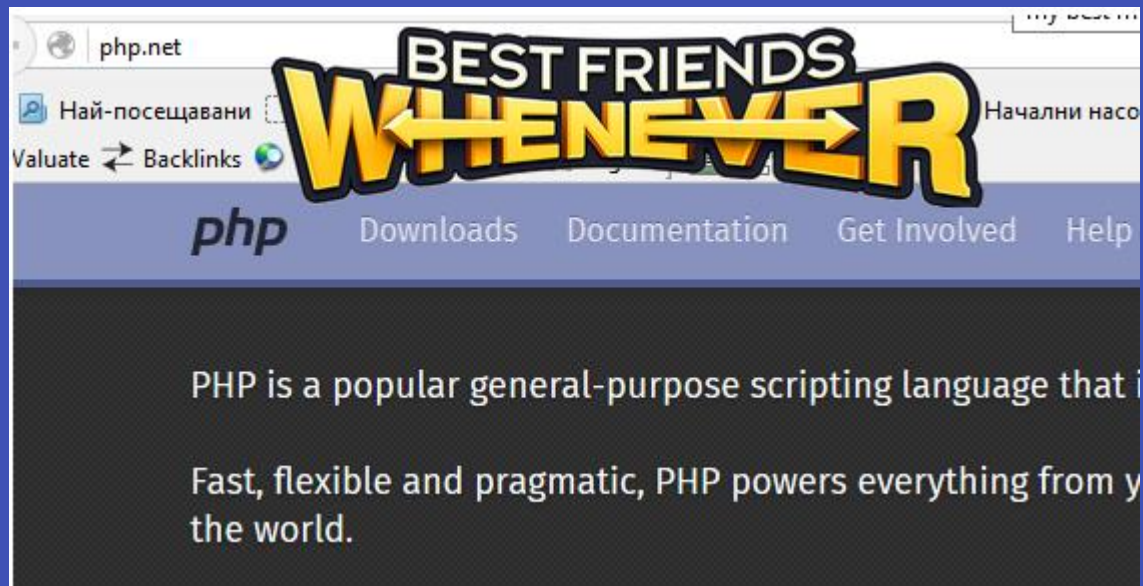 php.net
BEST FRIENDS
WHENEVER
Най-посещавани
Начални насо
Valuate Backlinks
php Downloads Documentation Get Involved Help
PHP is a popular general-purpose scripting language that i
Fast, flexible and pragmatic, PHP powers everything from y
the world.